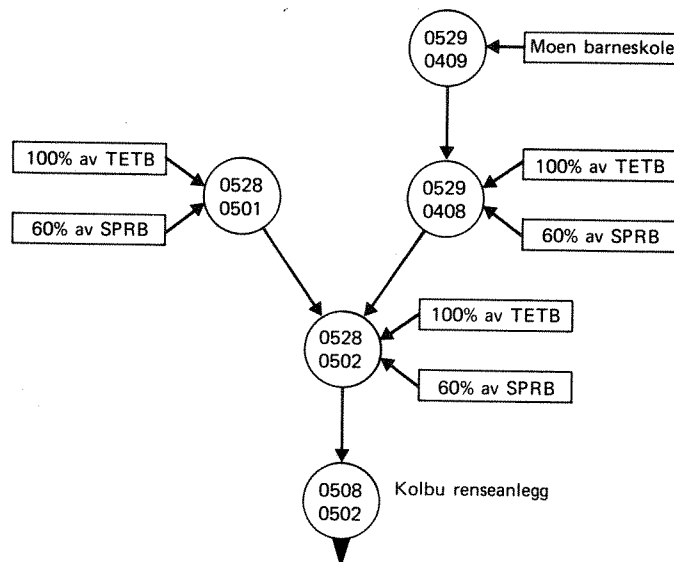 0529
0409
Moen barneskole
100% av TETB
60% av SPRB
0528
0501
0529
0408
100% av TETB
60% av SPRB
0528
0502
100% av TETB
60% av SPRB
0508
0502
Kolbu renseanlegg